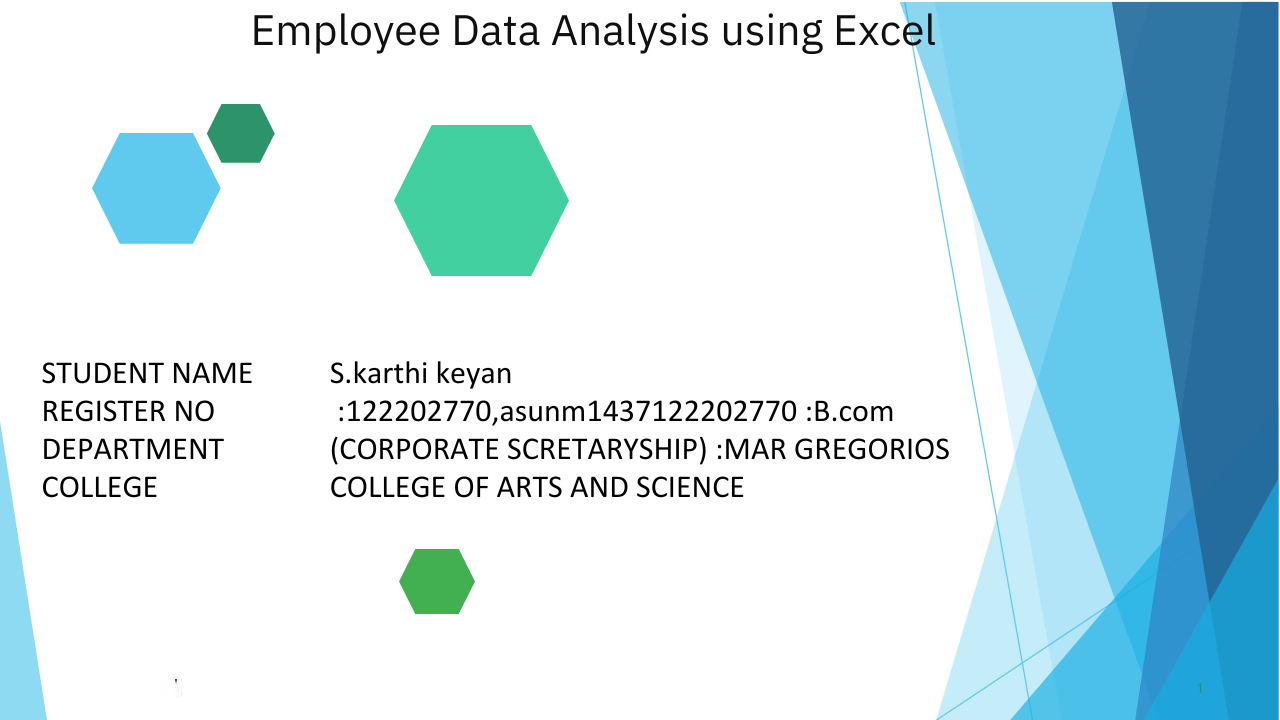 Employee Data Analysis using Excel
STUDENT NAME S.karthi keyan
REGISTER NO :122202770,asunm1437122202770 :B.com
DEPARTMENT (CORPORATE SCRETARYSHIP) :MAR GREGORIOS
COLLEGE COLLEGE OF ARTS AND SCIENCE
1